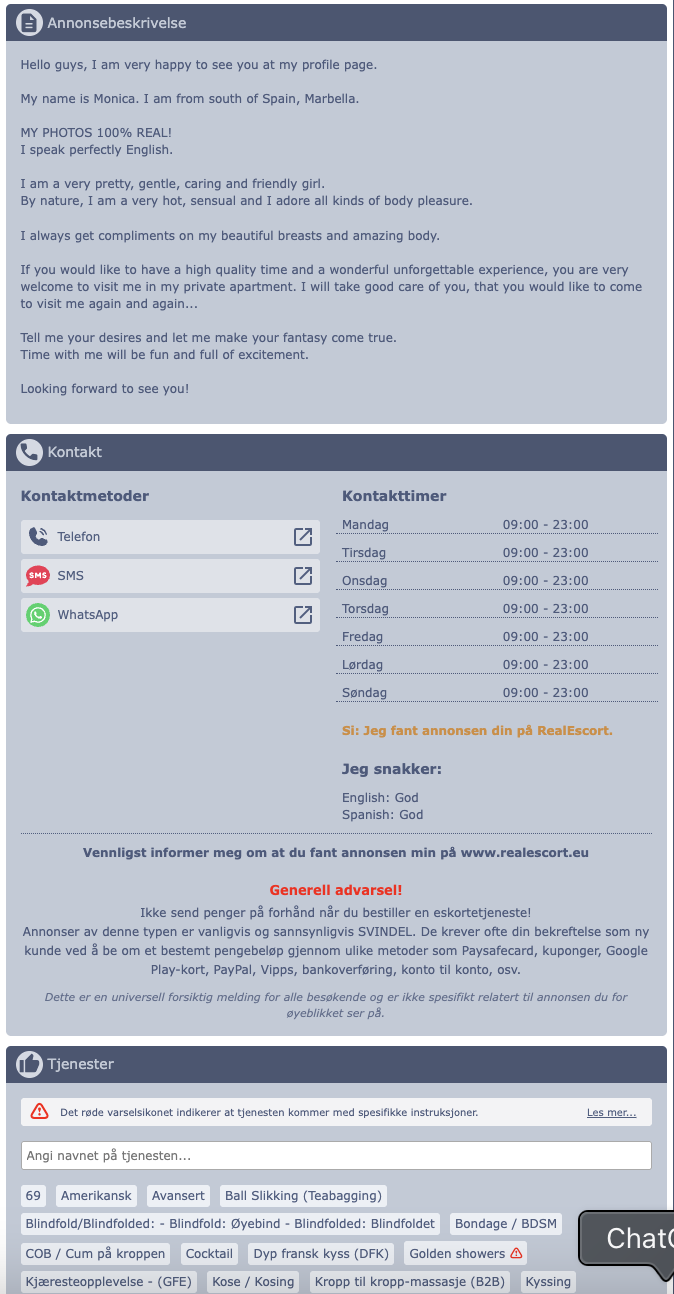 Annonsebeskrivelse
Hello guys, I am very happy to see you at my profile page.
My name is Monica. I am from south of Spain, Marbella.
MY PHOTOS 100% REAL!
I speak perfectly English.
I am a very pretty, gentle, caring and friendly girl.
By nature, I am a very hot, sensual and I adore all kinds of body pleasure.
I always get compliments on my beautiful breasts and amazing body.
If you would like to have a high quality time and a wonderful unforgettable experience, you are very
welcome to visit me in my private apartment. I will take good care of you, that you would like to come
to visit me again and again...
Tell me your desires and let me make your fantasy come true.
Time with me will be fun and full of excitement.
Looking forward to see you!
Kontakt
Kontaktmetoder
Telefon
SMS SMS
WhatsApp
Kontakttimer
Mandag 09:00 - 23:00
Tirsdag 09:00 - 23:00
Onsdag 09:00 - 23:00
Torsdag 09:00 - 23:00
Fredag 09:00 - 23:00
Lørdag 09:00 - 23:00
Søndag 09:00 - 23:00
Si: Jeg fant annonsen din på RealEscort.
Jeg snakker:
English: God
Spanish: God
Vennligst informer meg om at du fant annonsen min på www.realescort.eu
Generell advarsel!
Ikke send penger på forhånd når du bestiller en eskortetjeneste!
Annonser av denne typen er vanligvis og sannsynligvis SVINDEL. De krever ofte din bekreftelse som ny
kunde ved å be om et bestemt pengebeløp gjennom ulike metoder som Paysafecard, kuponger, Google
Play-kort, PayPal, Vipps, bankoverføring, konto til konto, osv.
Dette er en universell forsiktig melding for alle besøkende og er ikke spesifikt relatert til annonsen du for
øyeblikket ser på.
Tjenester
Det røde varselsikonet indikerer at tjenesten kommer med spesifikke instruksjoner. Les mer...
Angi navnet på tjenesten...
69 Amerikansk Avansert Ball Slikking (Teabagging)
Blindfold/Blindfolded: - Blindfold: Øyebind - Blindfolded: Blindfoldet Bondage / BDSM
COB / Cum på kroppen Cocktail Dyp fransk kyss (DFK) Golden showers
Kjæresteopplevelse - (GFE) Kose / Kosing Kropp til kropp-massasje (B2B) Kyssing